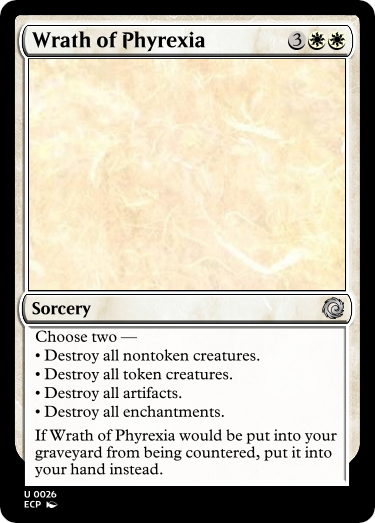 Wrath of Phyrexia 3
Sorcery
Choose two —
• Destroy all nontoken creatures.
• Destroy all token creatures.
• Destroy all artifacts.
• Destroy all enchantments.
If Wrath of Phyrexia would be put into your
graveyard from being countered, put it into
your hand instead.
U 0026
ECP